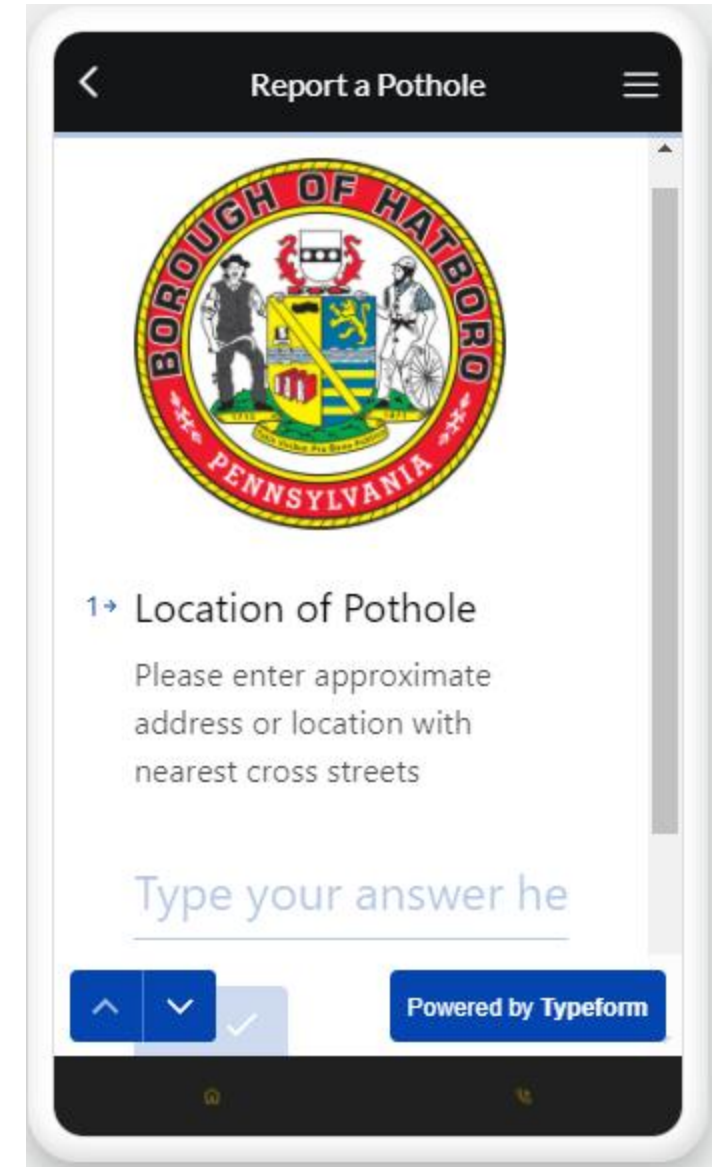 Report a Pothole
BOROUGH OF HATBORO
PENNSYLVANIA
1 Location of Pothole
Please enter approximate
address or location with
nearest cross streets
Type your answer he
Powered by Typeform